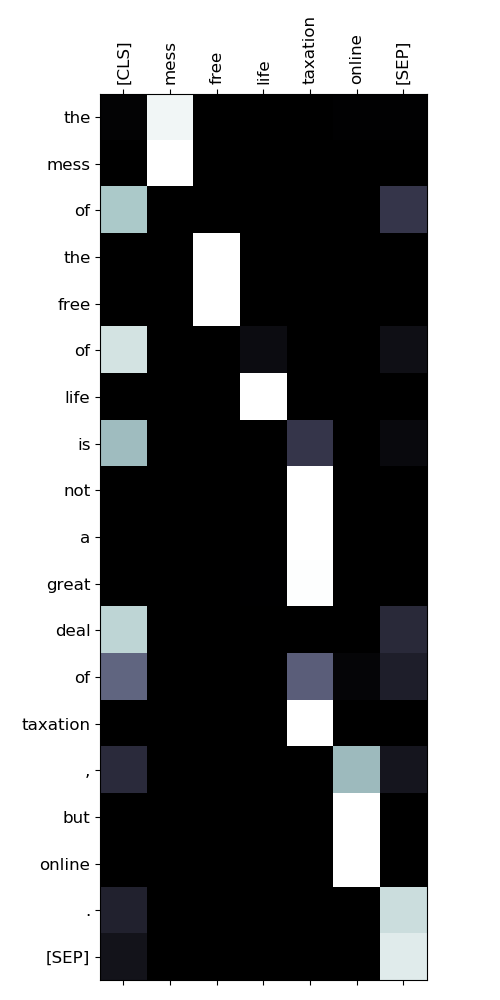 [CLS] mess free life taxation online [SEP]
the
mess
of
the
free
of
life
is
not
a
great
deal
of
taxation
,
but
online
.
[SEP]